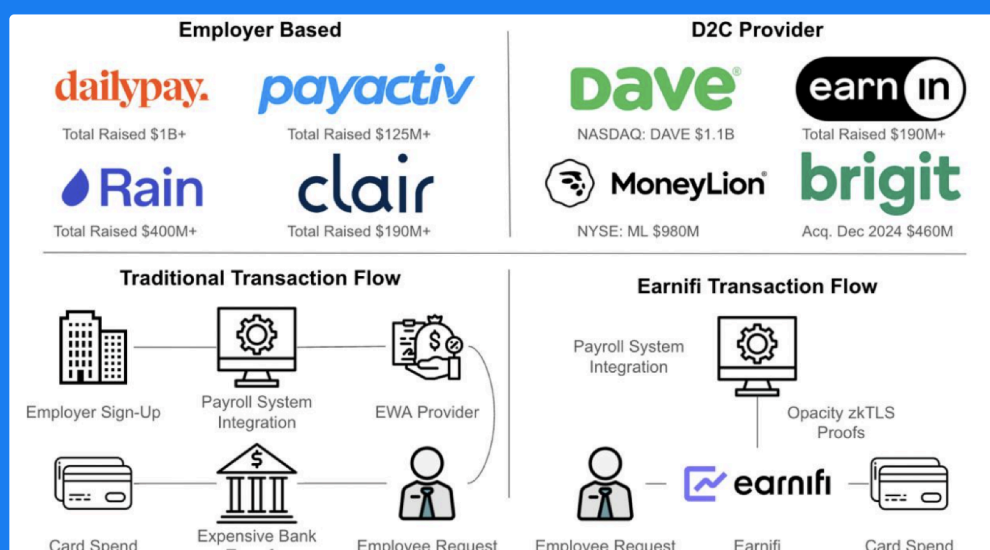 Employer Based
dailypay.
payactiv
Total Raised $1B+
Total Raised $125M+
Rain
clair
Total Raised $400M+
Total Raised $190M+
D2C Provider
Dave®
earn in
NASDAQ: DAVE $1.1B
Total Raised $190M+
MoneyLion
brigit
NYSE: ML $980M
Acq. Dec 2024 $460M
Traditional Transaction Flow
$
Employer Sign-Up
Payroll System
Integration
EWA Provider
$
Card Spend
Expensive Bank
Employee Request
Earnifi Transaction Flow
Payroll System
Integration
Opacity zkTLS
Proofs
earnifi
Employee Request
Earnifi
Card Spend